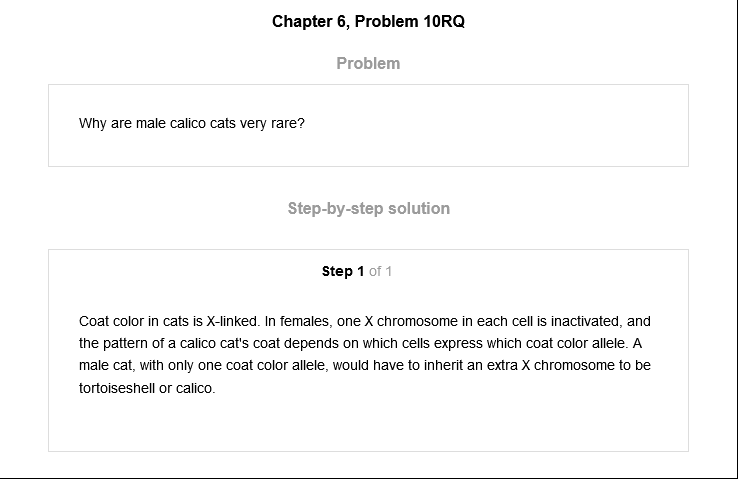 Chapter 6, Problem 10RQ
Problem
Why are male calico cats very rare?
Step-by-step solution
Step 1 of 1
Coat color in cats is X-linked. In females, one X chromosome in each cell is inactivated, and
the pattern of a calico cat's coat depends on which cells express which coat color allele. A
male cat, with only one coat color allele, would have to inherit an extra X chromosome to be
tortoiseshell or calico.